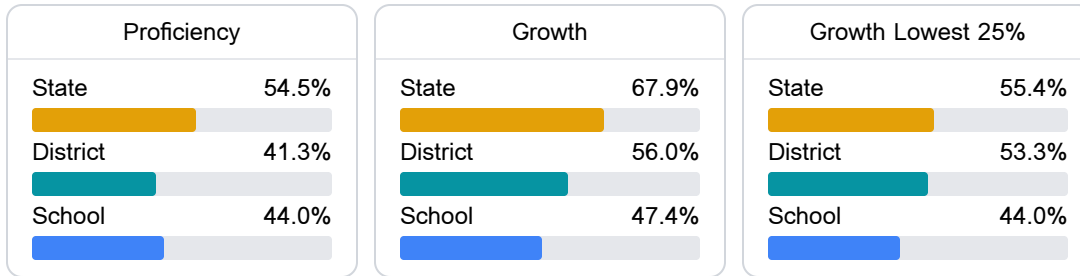 Proficiency
State 54.5%
District 41.3%
School 44.0%
Growth
State 67.9%
District 56.0%
School 47.4%
Growth Lowest 25%
State 55.4%
District 53.3%
School 44.0%